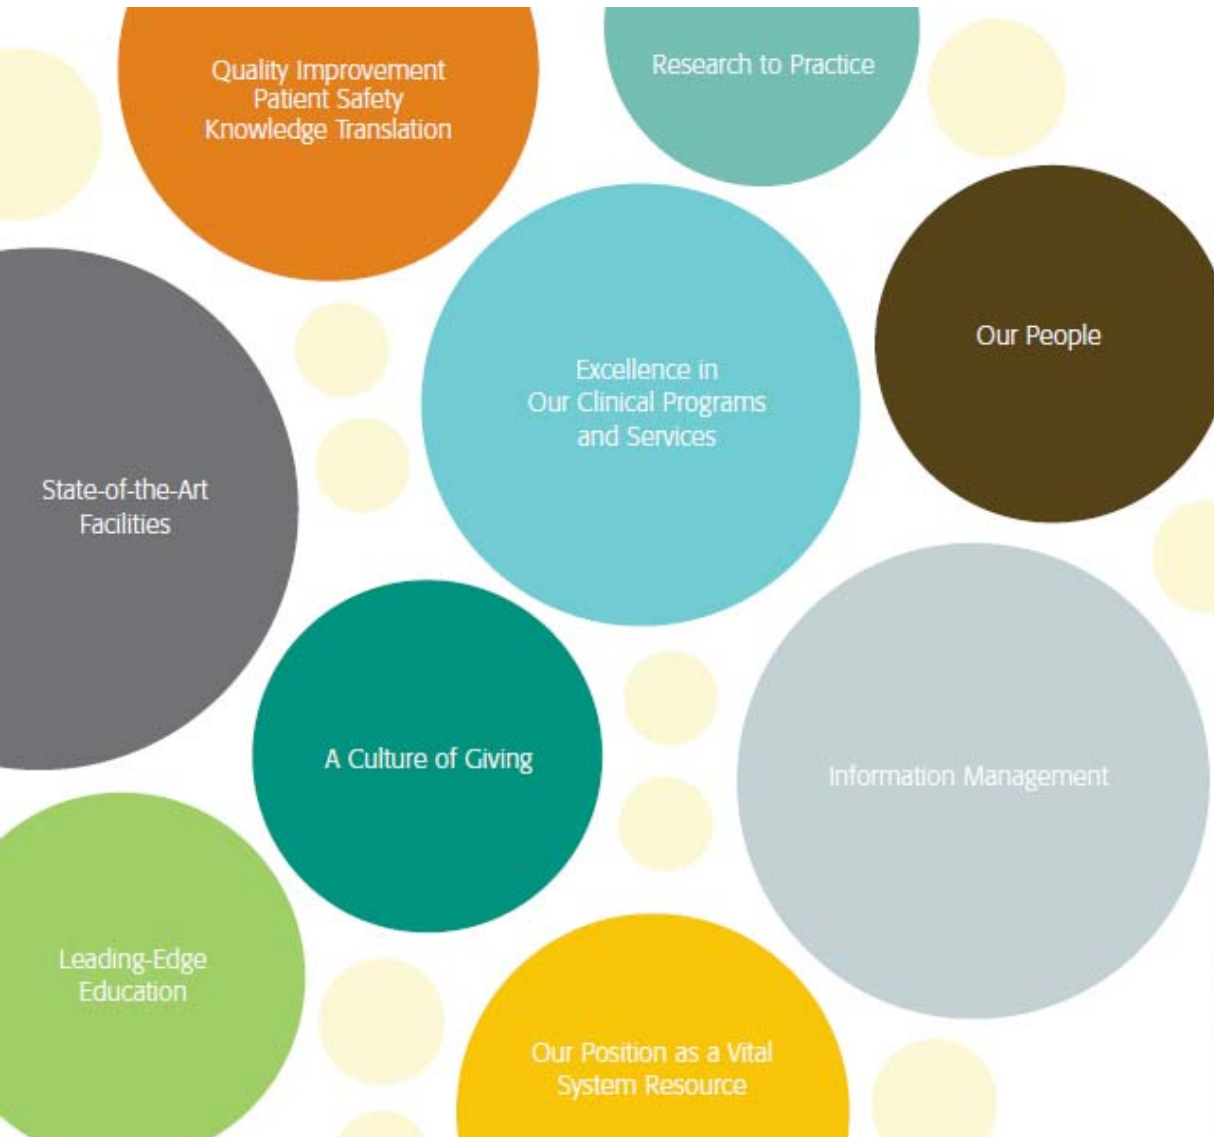 Quality Improvement
Patient Safety
Knowledge Translation
Research to Practice
Our People
Excellence in
Our Clinical Programs
and Services
State-of-the-Art
Facilities
A Culture of Giving
Information Management
Leading-Edge
Education
Our Position as a Vital
System Resource